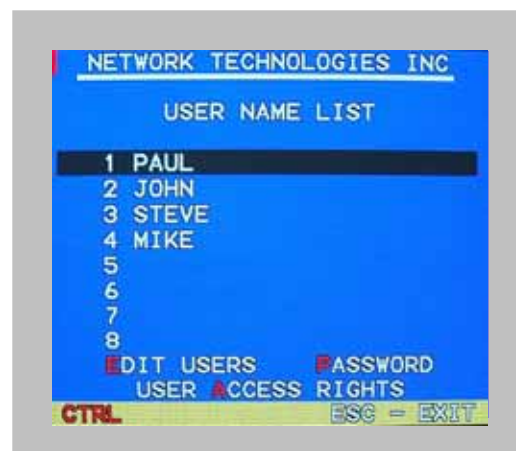 NETWORK TECHNOLOGIES INC
USER NAME LIST
1 PAUL
2 JOHN
3 STEVE
4 MIKE
5
6
7
8
EDIT USERS PASSWORD
USER ACCESS RIGHTS
CTRL ESC - EXIT